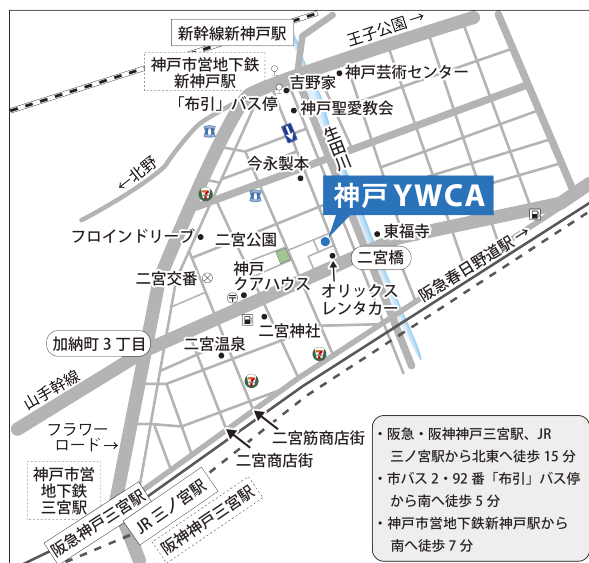 新幹線新神戸駅
王子公園→
神戸市営地下鉄
新神戸駅
神戸芸術センター
吉野家
「布引」バス停
神戸聖愛教会
生田川
←北野
今永製本
7
神戸 YWCA
フロインドリーブ
二宮公園
東福寺
二宮橋
二宮交番
神戸
クアハウス
オリックス
レンタカー
阪急春日野道駅→
二宮神社
加納町3丁目
二宮温泉
7
7
山手幹線
フラワー
ロード→
二宮筋商店街
二宮商店街
神戸市営
地下鉄
三宮駅
阪急神戸三宮駅
JR 三ノ宮駅
阪神神戸三宮駅
・阪急・阪神神戸三宮駅、JR
三ノ宮駅から北東へ徒歩 15 分
・市バス 2・92 番「布引」バス停
から南へ徒歩 5 分
・神戸市営地下鉄新神戸駅から
南へ徒歩 7 分